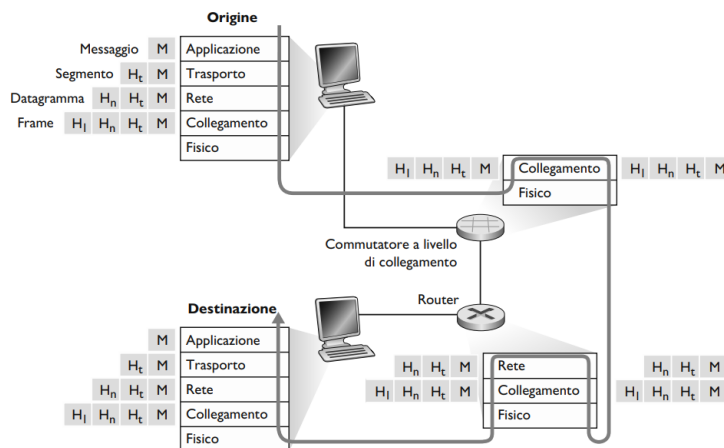 Origine
Messaggio M Applicazione
Segmento Ht M Trasporto
Datagramma Hn Ht M Rete
Frame Hl Hn Ht M Collegamento
Fisico
Hl Hn Ht M Collegamento Hl Hn Ht M
Fisico
Commutatore a livello
di collegamento
Router
Destinazione
M Applicazione
Ht M Trasporto
Hn Ht M Rete
Hl Hn Ht M Collegamento
Fisico
Hn Ht M Rete Hn Ht M
Hl Hn Ht M Collegamento Hl Hn Ht M
Fisico